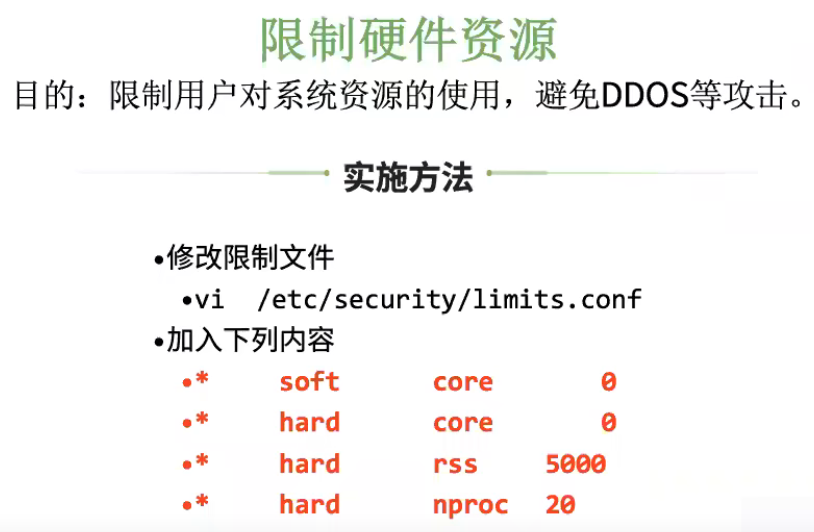 限制硬件资源
目的：限制用户对系统资源的使用，避免DDOS等攻击。
实施方法
•修改限制文件
•vi /etc/security/limits.conf
•加入下列内容
•* soft core 0
•* hard core 0
•* hard rss 5000
•* hard nproc 20